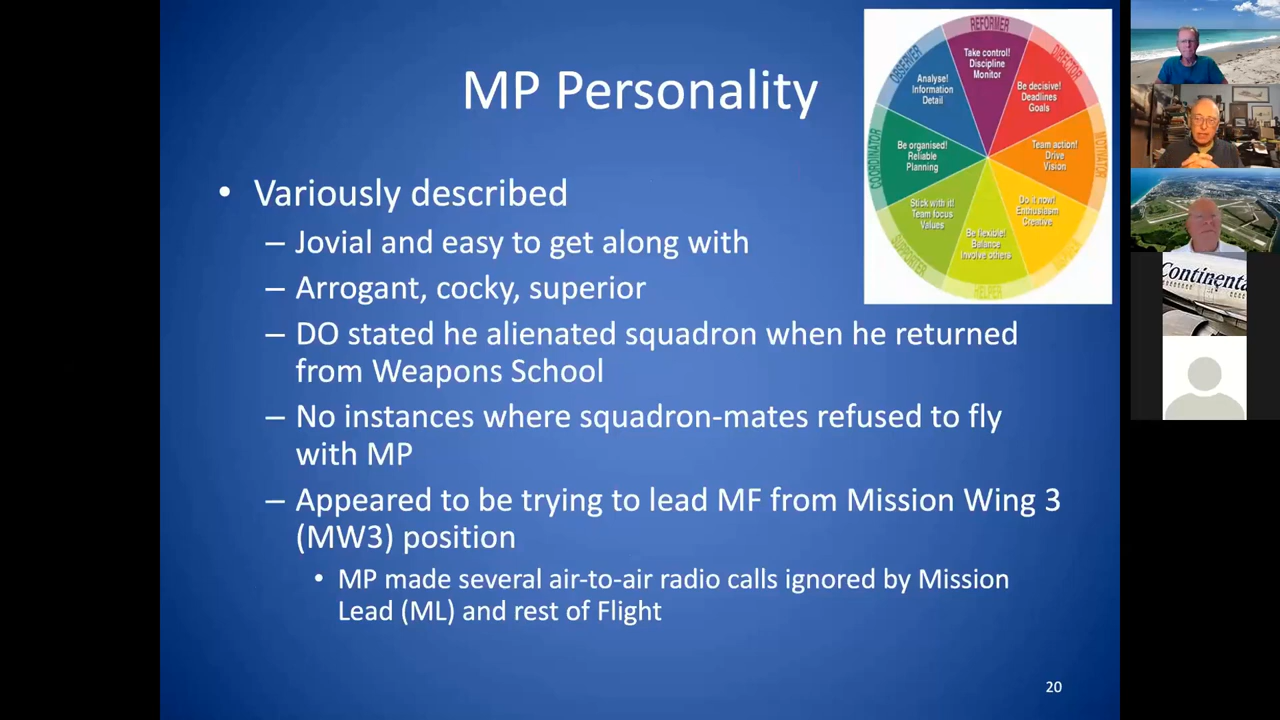 MP Personality
• Variously described
– Jovial and easy to get along with
– Arrogant, cocky, superior
– DO stated he alienated squadron when he returned
from Weapons School
– No instances where squadron-mates refused to fly
with MP
– Appeared to be trying to lead MF from Mission Wing 3
(MW3) position
• MP made several air-to-air radio calls ignored by Mission
Lead (ML) and rest of Flight
20
REFORMER
Take control!
Discipline
Monitor
DIRECTOR
Be decisive!
Deadlines
Goals
MOTIVATOR
Team action!
Drive
Vision
Do it now!
Enthusiasm
Creative
HELPER
Be flexible!
Balance
Involve others
SUPPORTER
Stick with it!
Team focus
Values
COORDINATOR
Be organised!
Reliable
Planning
OBSERVER
Analyse!
Information
Detail